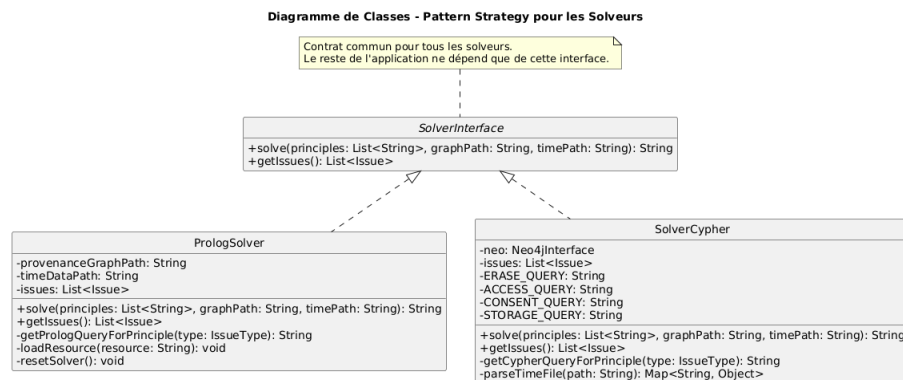 Diagramme de Classes - Pattern Strategy pour les Solveurs
Contrat commun pour tous les solveurs.
Le reste de l'application ne dépend que de cette interface.
SolverInterface
+solve(principles: List<String>, graphPath: String, timePath: String): String
+getIssues(): List<Issue>
PrologSolver
-provenanceGraphPath: String
-timeDataPath: String
-issues: List<Issue>
+solve(principles: List<String>, graphPath: String, timePath: String): String
+getIssues(): List<Issue>
-getPrologQueryForPrinciple(type: IssueType): String
-loadResource(resource: String): void
-resetSolver(): void
SolverCypher
-neo: Neo4jInterface
-issues: List<Issue>
-ERASE_QUERY: String
-ACCESS_QUERY: String
-CONSENT_QUERY: String
-STORAGE_QUERY: String
+solve(principles: List<String>, graphPath: String, timePath: String): String
+getIssues(): List<Issue>
-getCypherQueryForPrinciple(type: IssueType): String
-parseTimeFile(path: String): Map<String, Object>